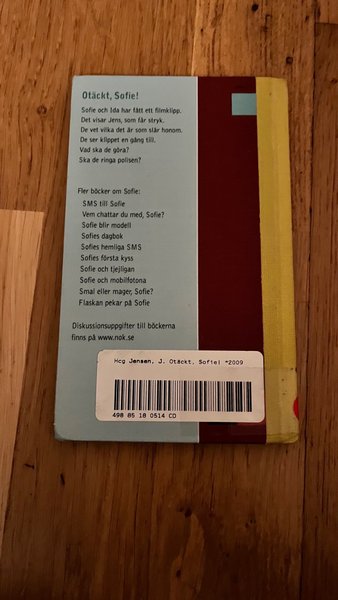 Otäckt, Sofie!
Sofie och Ida har fått ett filmklipp.
Det visar Jens, som får stryk.
De vet vilka det är som slår honom.
De ser klippet en gång till.
Vad ska de göra?
Ska de ringa polisen?
Fler böcker om Sofie:
SMS till Sofie
Vem chattar du med, Sofie?
Sofie blir modell
Sofies dagbok
Sofies hemliga SMS
Sofies första kyss
Sofie och tjejligan
Sofie och mobilfotona
Smal eller mager, Sofie?
Flaskan pekar på Sofie
Diskussionsuppgifter till böckerna
finns på www.nok.se
Hcg Jensen, J. Otäckt, Sofie! *2009
498 85 18 0514 CD